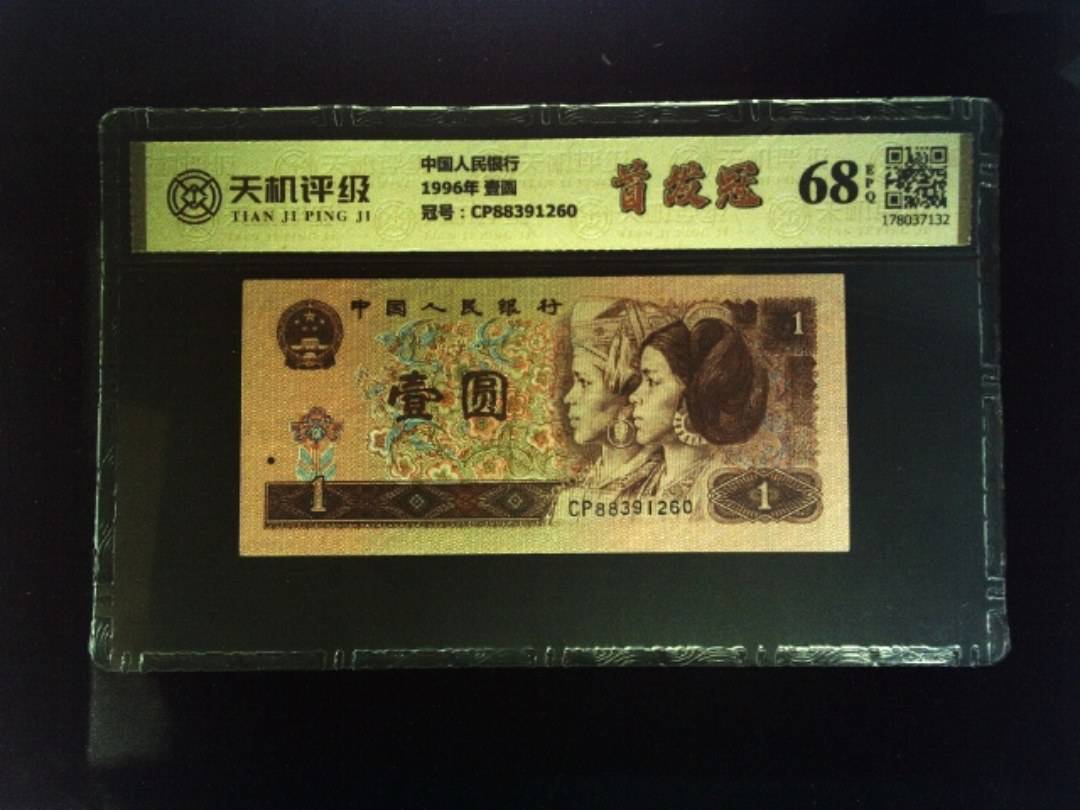 天机评级
TIAN JI PING JI
中国人民银行
1996年 壹圆
冠号：CP88391260
首发冠
68
EPQ
178037132
中国人民银行
1
壹圆
1
CP88391260
1